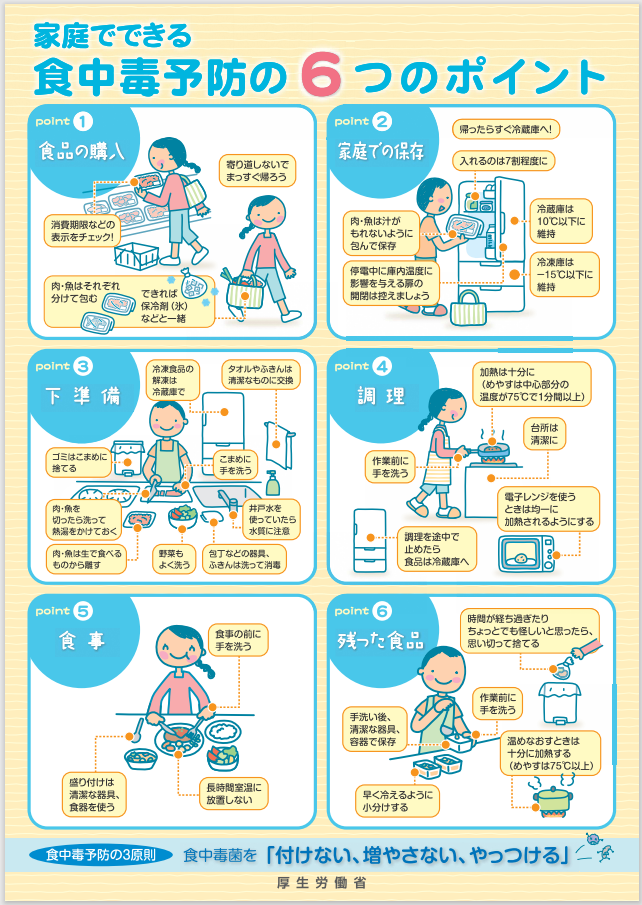 家庭でできる
食中毒予防の6つのポイント
point 1
食品の購入
寄り道しないで
まっすぐ帰ろう
消費期限などの
表示をチェック!
肉・魚はそれぞれ
分けて包む
できれば
保冷剤(氷)
などと一緒
point 2
家庭での保存
帰ったらすぐ冷蔵庫へ!
入れるのは7割程度に
肉・魚は汁が
もれないように
包んで保存
冷蔵庫は
10℃以下に
維持
停電中に庫内温度に
影響を与える扉の
開閉は控えましょう
冷凍庫は
−15℃以下に
維持
point 3
下準備
冷凍食品の
解凍は
冷蔵庫で
タオルやふきんは
清潔なものに交換
ゴミはこまめに
捨てる
こまめに
手を洗う
肉・魚を
切ったら洗って
熱湯をかけておく
井戸水を
使っていたら
水質に注意
肉・魚は生で食べる
ものから離す
野菜も
よく洗う
包丁などの器具、
ふきんは洗って消毒
point 4
調理
加熱は十分に
(めやすは中心部分の
温度が75℃で1分間以上)
台所は
清潔に
作業前に
手を洗う
電子レンジを使う
ときは均一に
加熱されるようにする
調理を途中で
止めたら
食品は冷蔵庫へ
point 5
食事
食事の前に
手を洗う
盛り付けは
清潔な器具、
食器を使う
長時間室温に
放置しない
point 6
残った食品
時間が経ち過ぎたり
ちょっとでも怪しいと思ったら、
思い切って捨てる
作業前に
手を洗う
手洗い後、
清潔な器具、
容器で保存
温めなおすときは
十分に加熱する
(めやすは75℃以上)
早く冷えるように
小分けする
食中毒予防の3原則
食中毒菌を「付けない、増やさない、やっつける」
厚生労働省